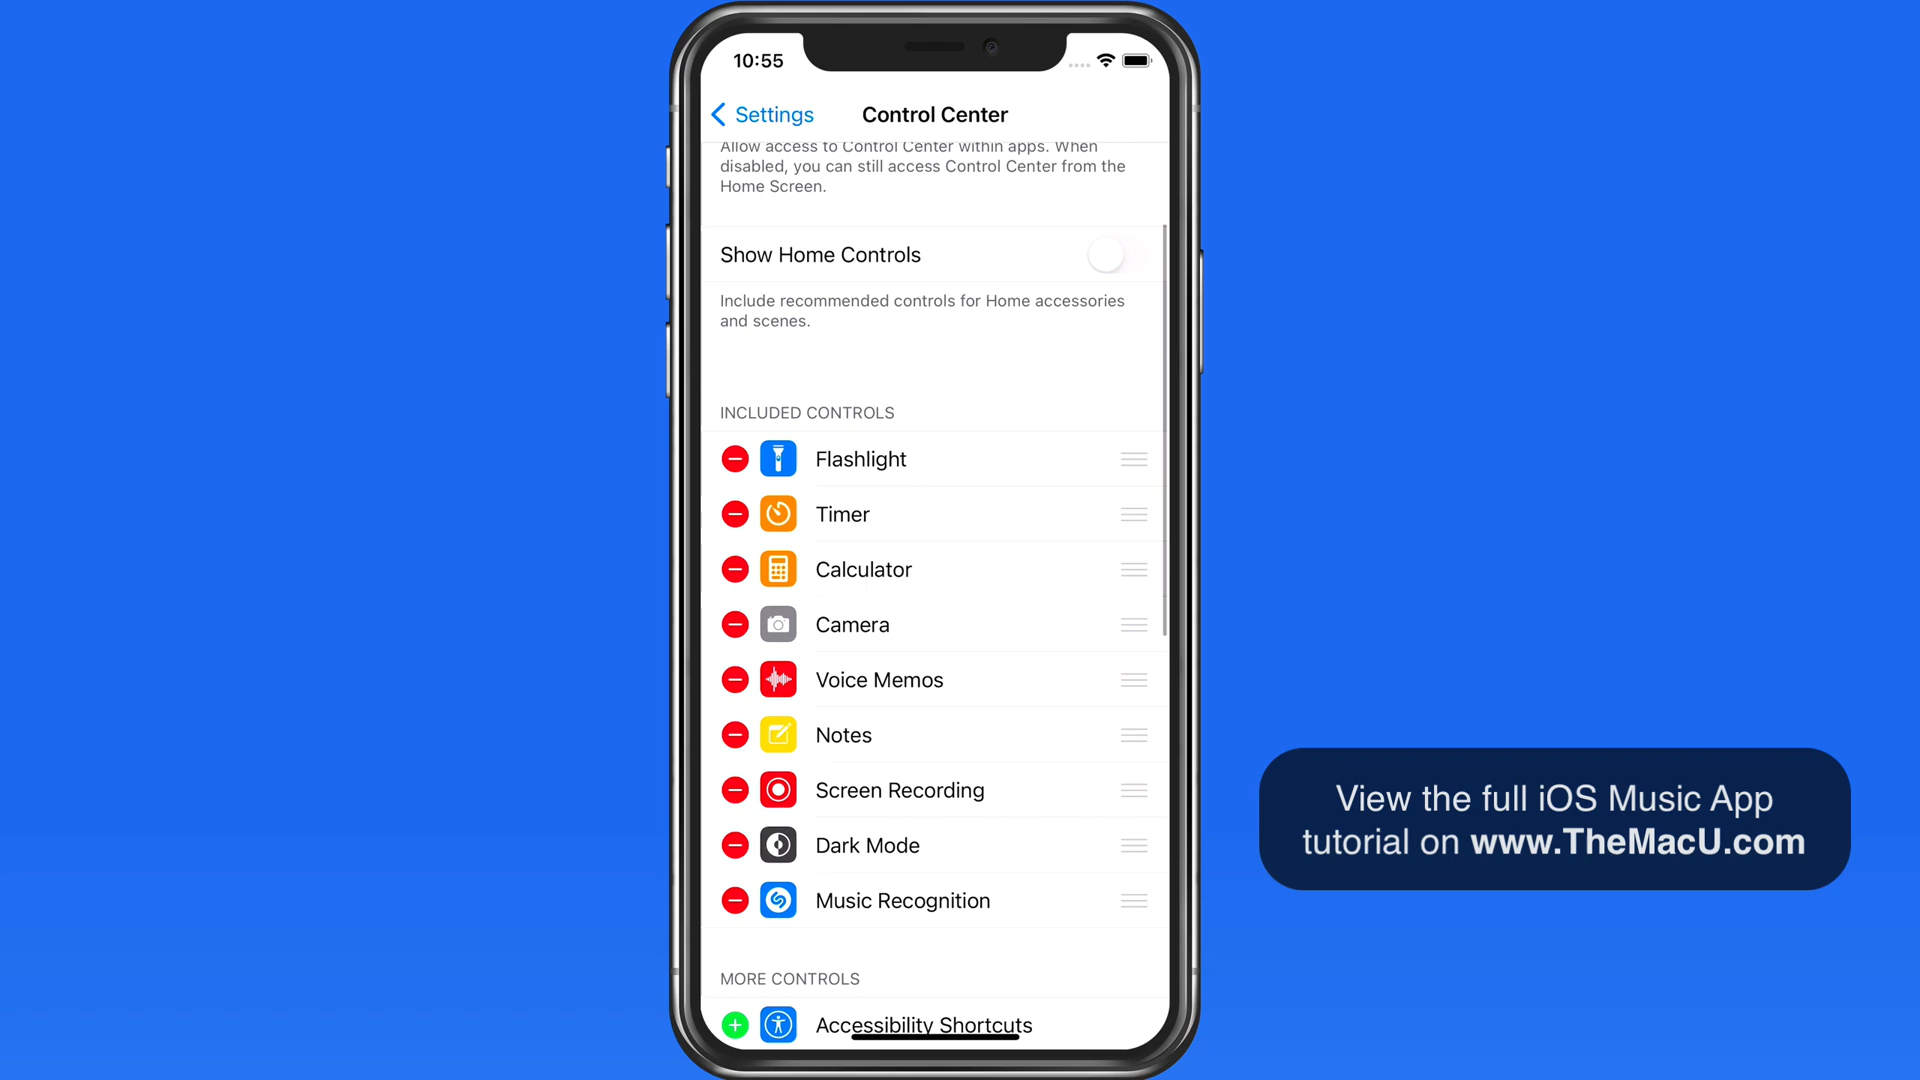 10:55
Settings
Control Center
Allow access to Control Center within apps. When
disabled, you can still access Control Center from the
Home Screen.
Show Home Controls
Include recommended controls for Home accessories
and scenes.
INCLUDED CONTROLS
Flashlight
Timer
Calculator
Camera
Voice Memos
Notes
Screen Recording
Dark Mode
Music Recognition
MORE CONTROLS
Accessibility Shortcuts
View the full iOS Music App
tutorial on www.TheMacU.com